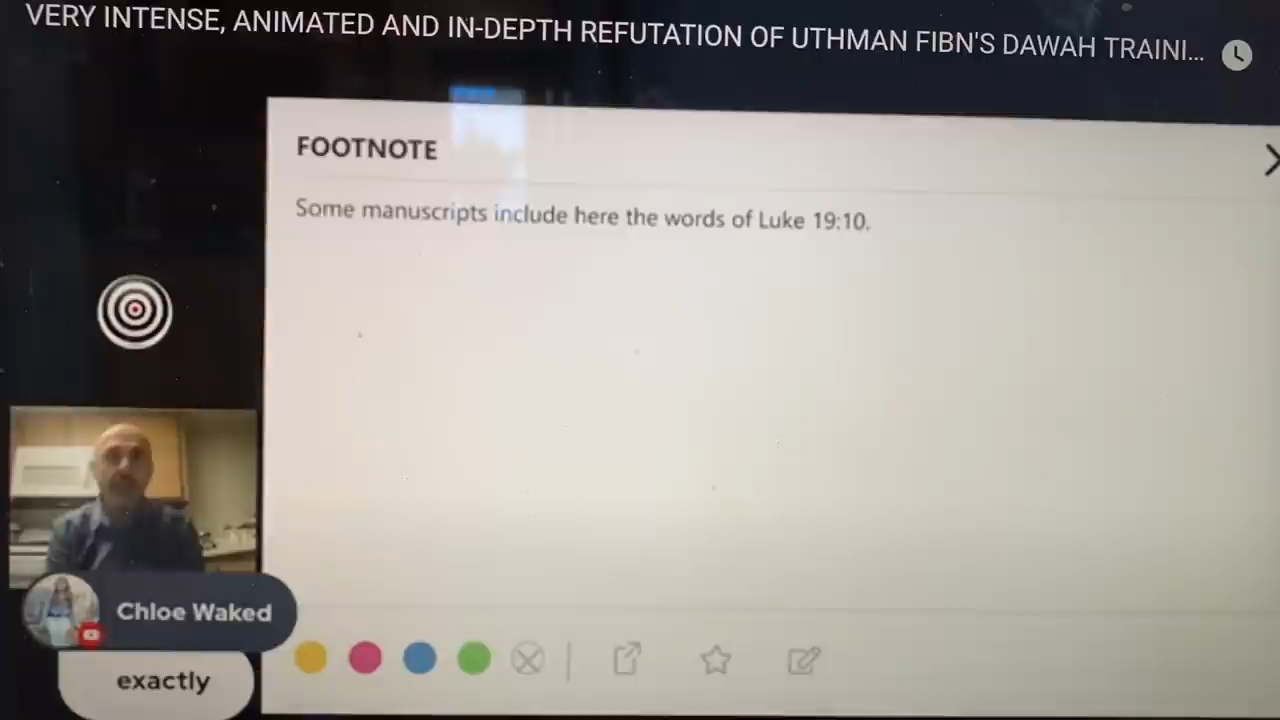 VERY INTENSE, ANIMATED AND IN-DEPTH REFUTATION OF UTHMAN FIBN'S DAWAH TRAINI...
FOOTNOTE
Some manuscripts include here the words of Luke 19:10.
Chloe Waked
exactly